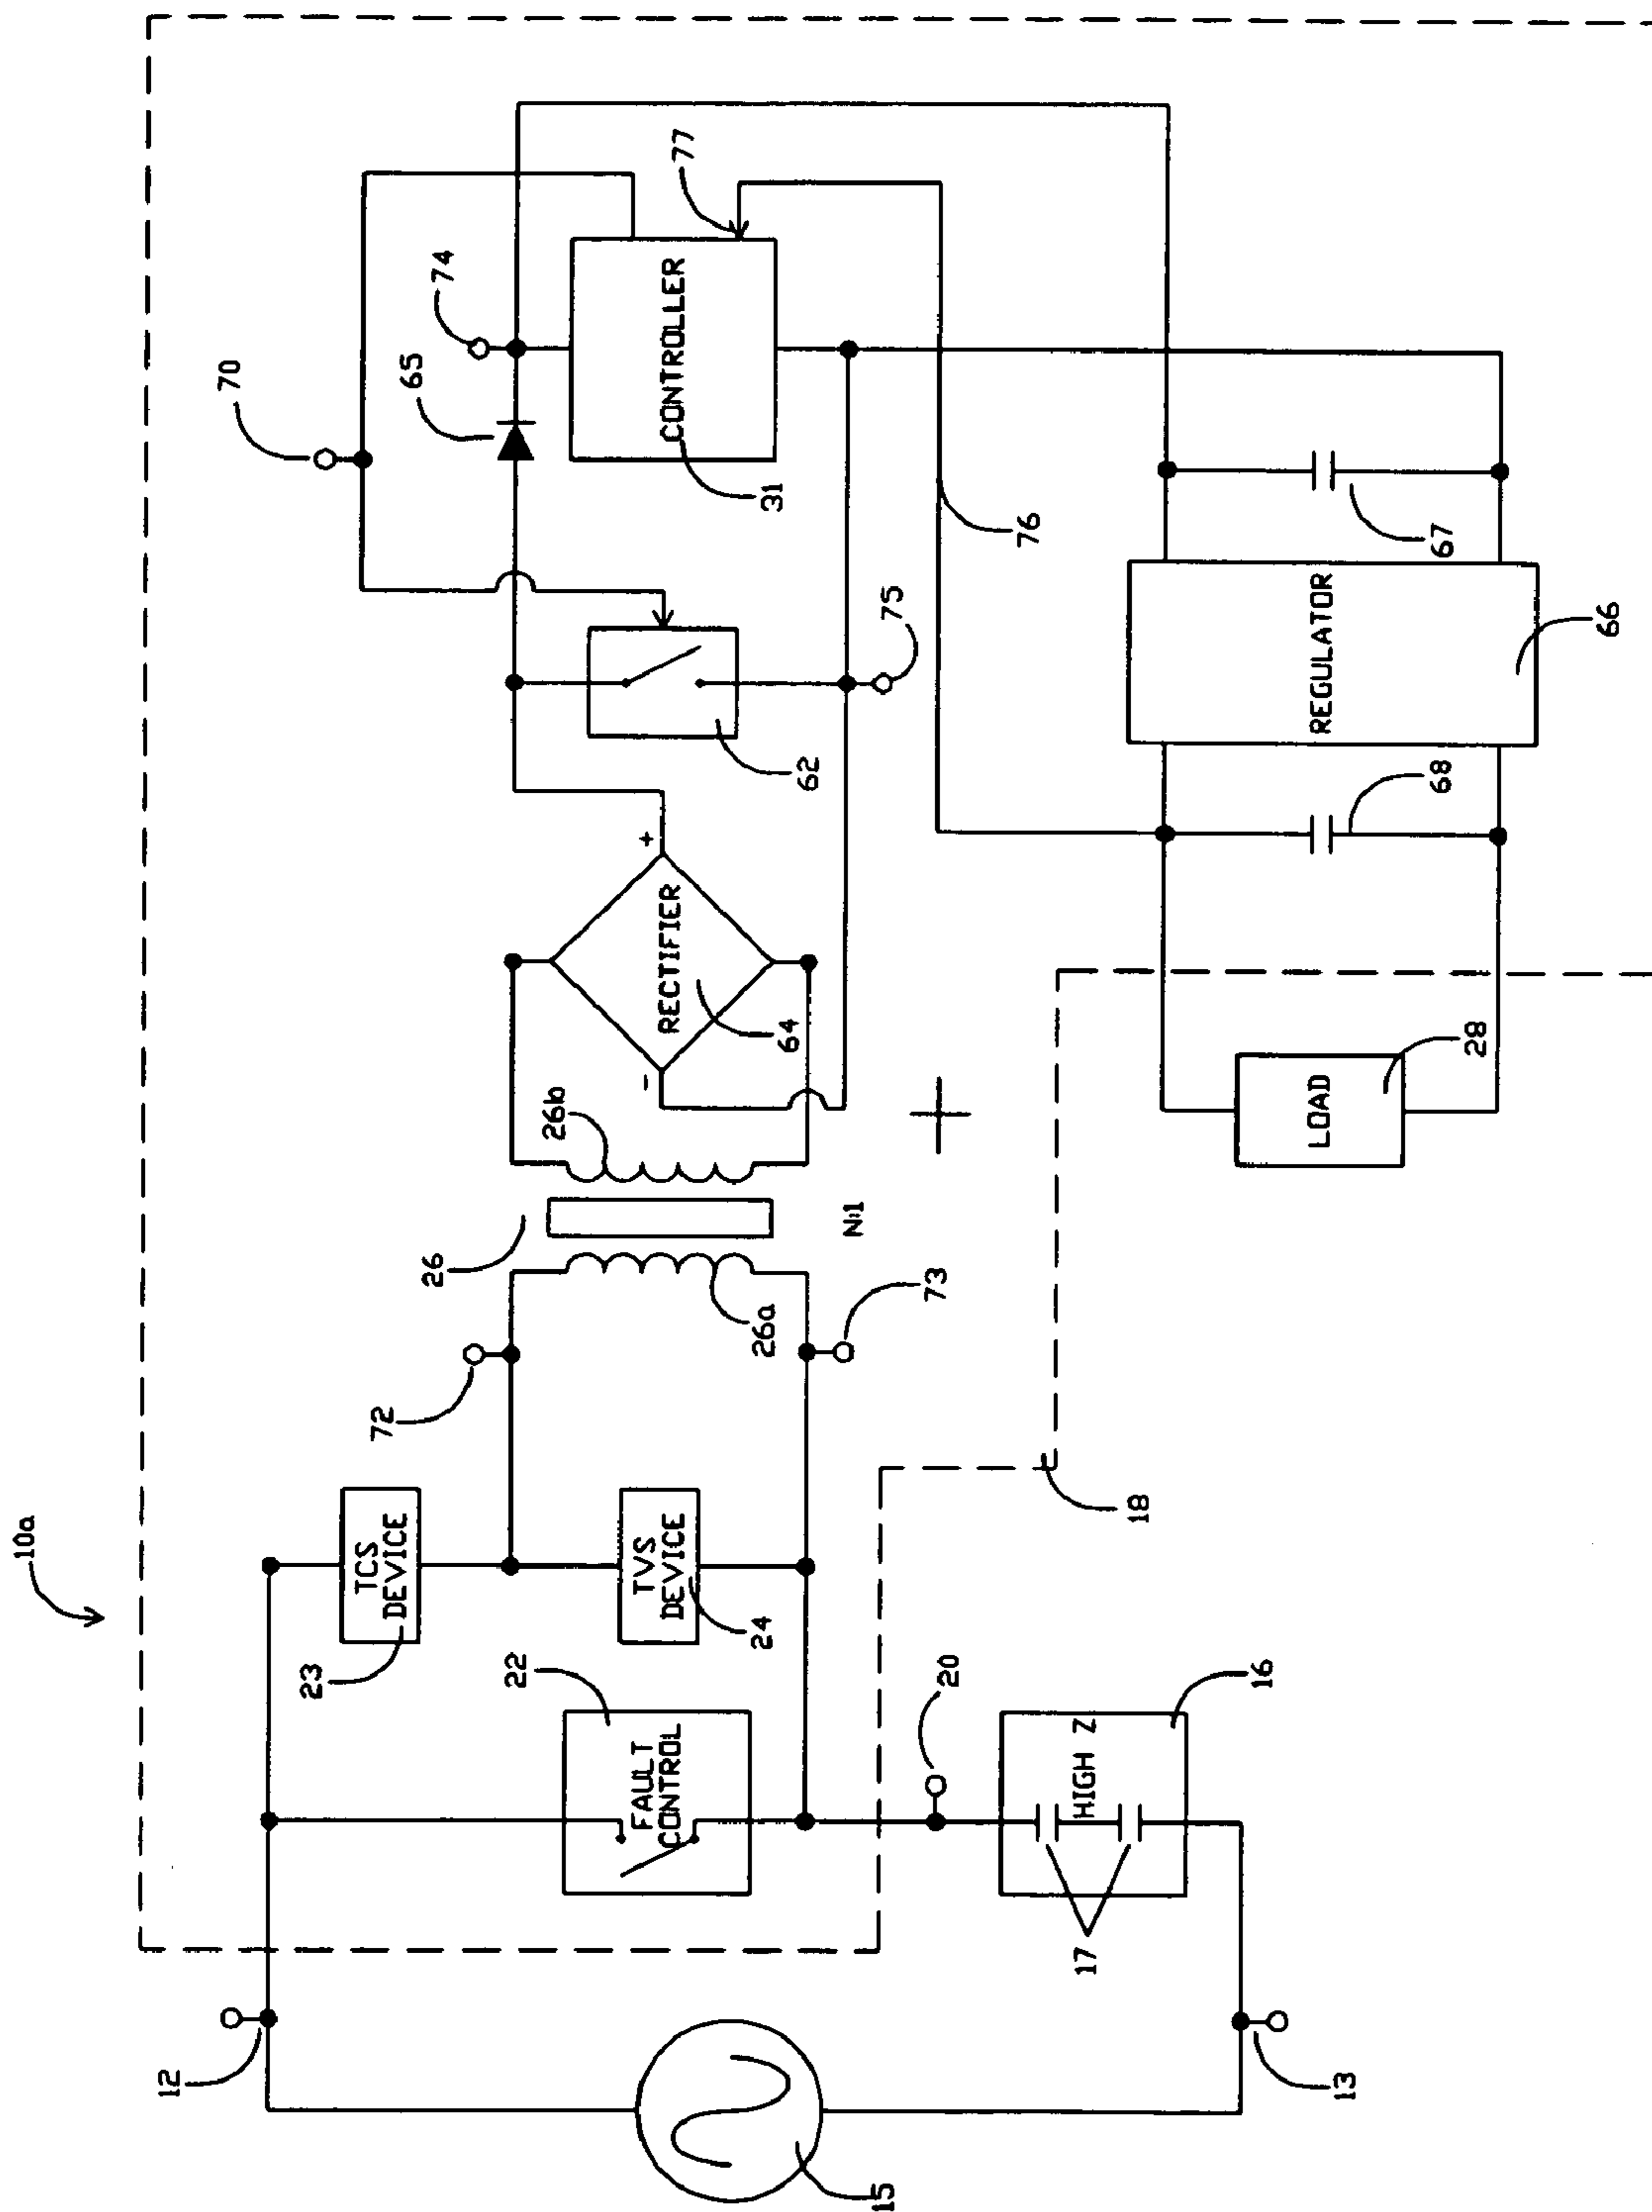 10a
12
15
13
17
HIGH Z
16
20
FAULT
CONTROL
22
TCS
DEVICE
23
TVS
DEVICE
24
18
72
73
26
26a
26b
N:1
RECTIFIER
64
-
+
62
70
65
74
75
CONTROLLER
31
77
76
LOAD
28
68
REGULATOR
66
67